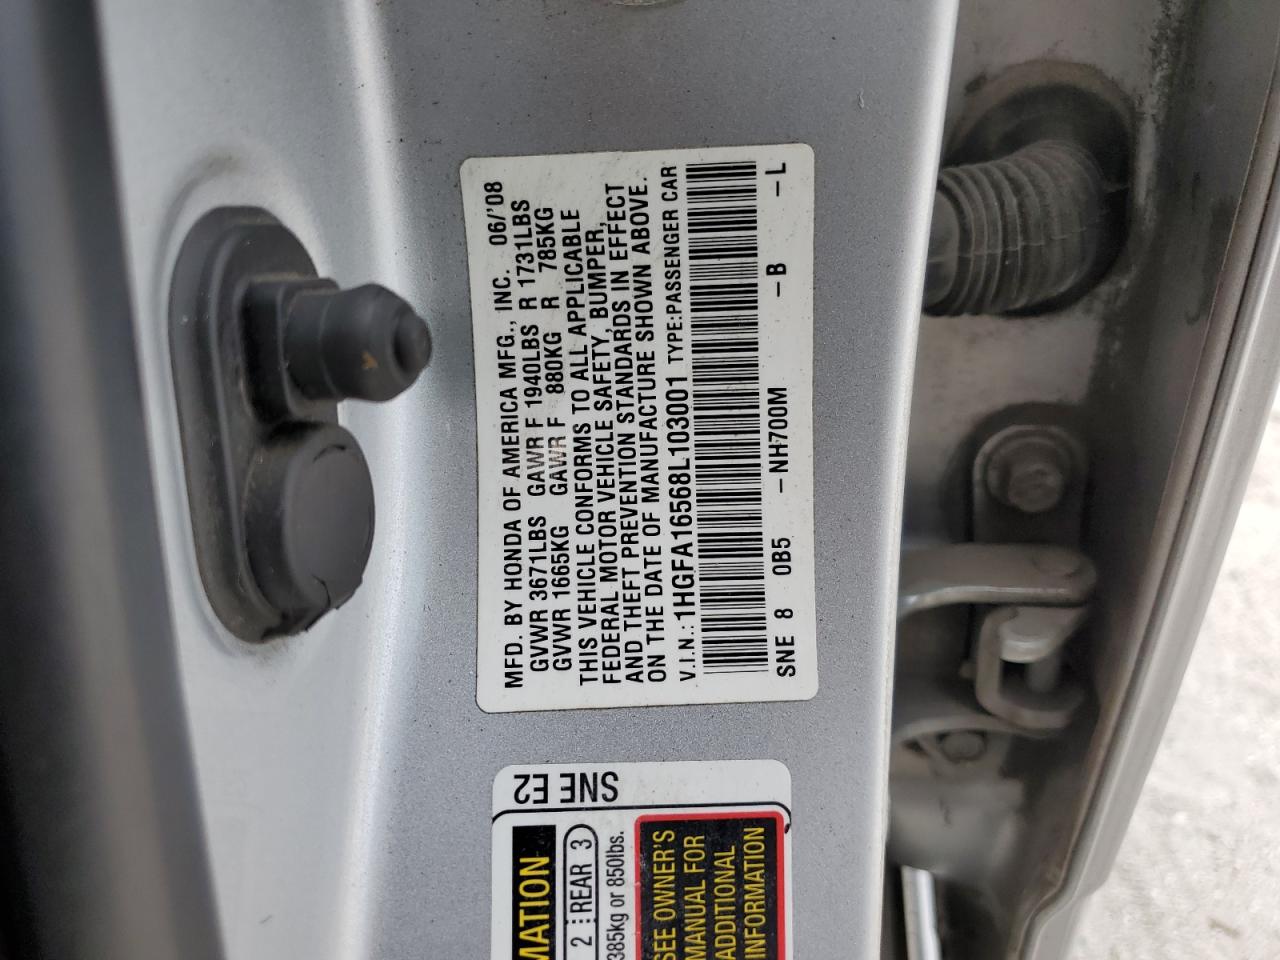 MFD. BY HONDA OF AMERICA MFG., INC. 06/'08
GVWR 3671LBS GAWR F 1940LBS R 1731LBS
GVWR 1665KG GAWR F 880KG R 785KG
THIS VEHICLE CONFORMS TO ALL APPLICABLE
FEDERAL MOTOR VEHICLE SAFETY, BUMPER,
AND THEFT PREVENTION STANDARDS IN EFFECT
ON THE DATE OF MANUFACTURE SHOWN ABOVE.
V.I.N.: 1HGFA16568L103001 TYPE:PASSENGER CAR
SNE 8 0B5 –NH700M –B –L
SNE E2
MATION
2 REAR 3
385kg or 850lbs.
SEE OWNER'S
MANUAL FOR
ADDITIONAL
INFORMATION